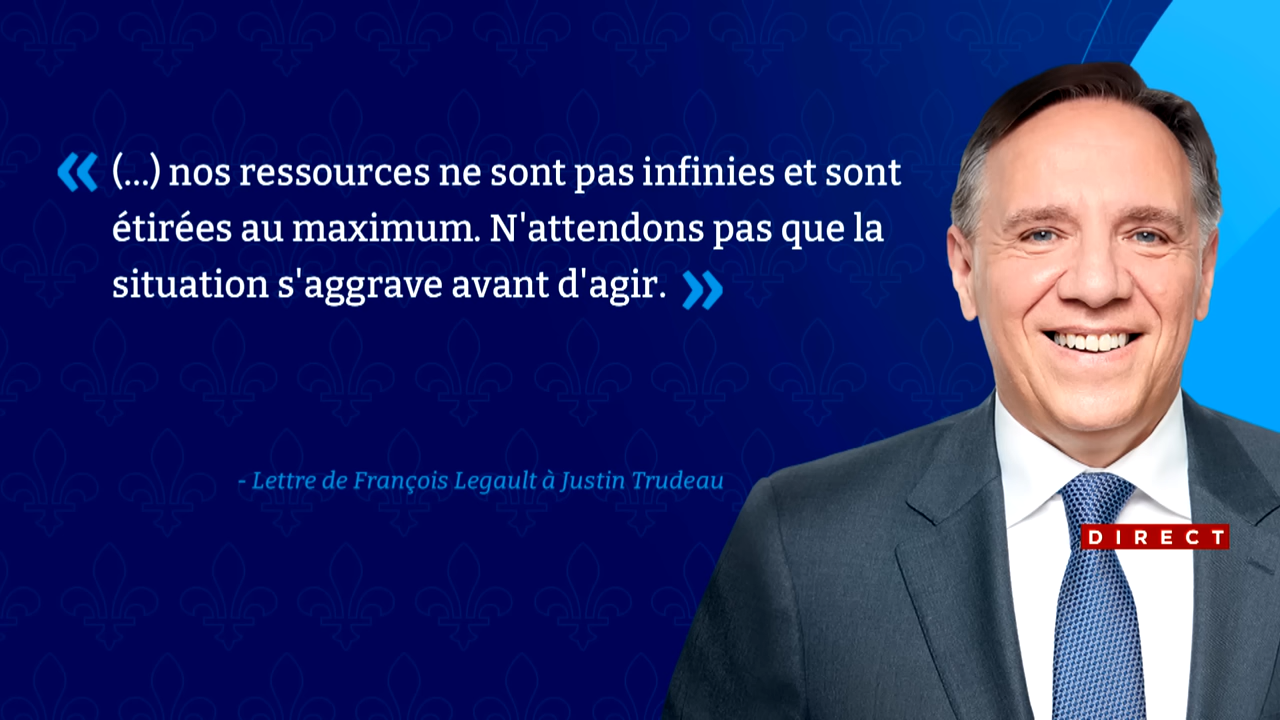 « (...) nos ressources ne sont pas infinies et sont
étirées au maximum. N'attendons pas que la
situation s'aggrave avant d'agir. »
- Lettre de François Legault à Justin Trudeau
DIRECT